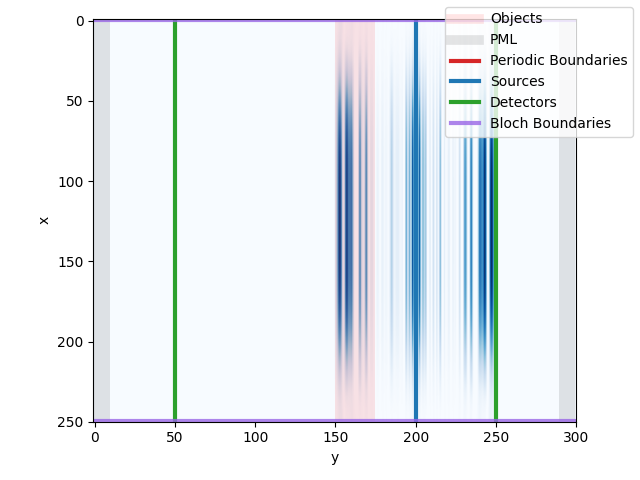 Objects
PML
Periodic Boundaries
Sources
Detectors
Bloch Boundaries
0
50
100
150
200
250
x
0
50
100
150
200
250
300
y